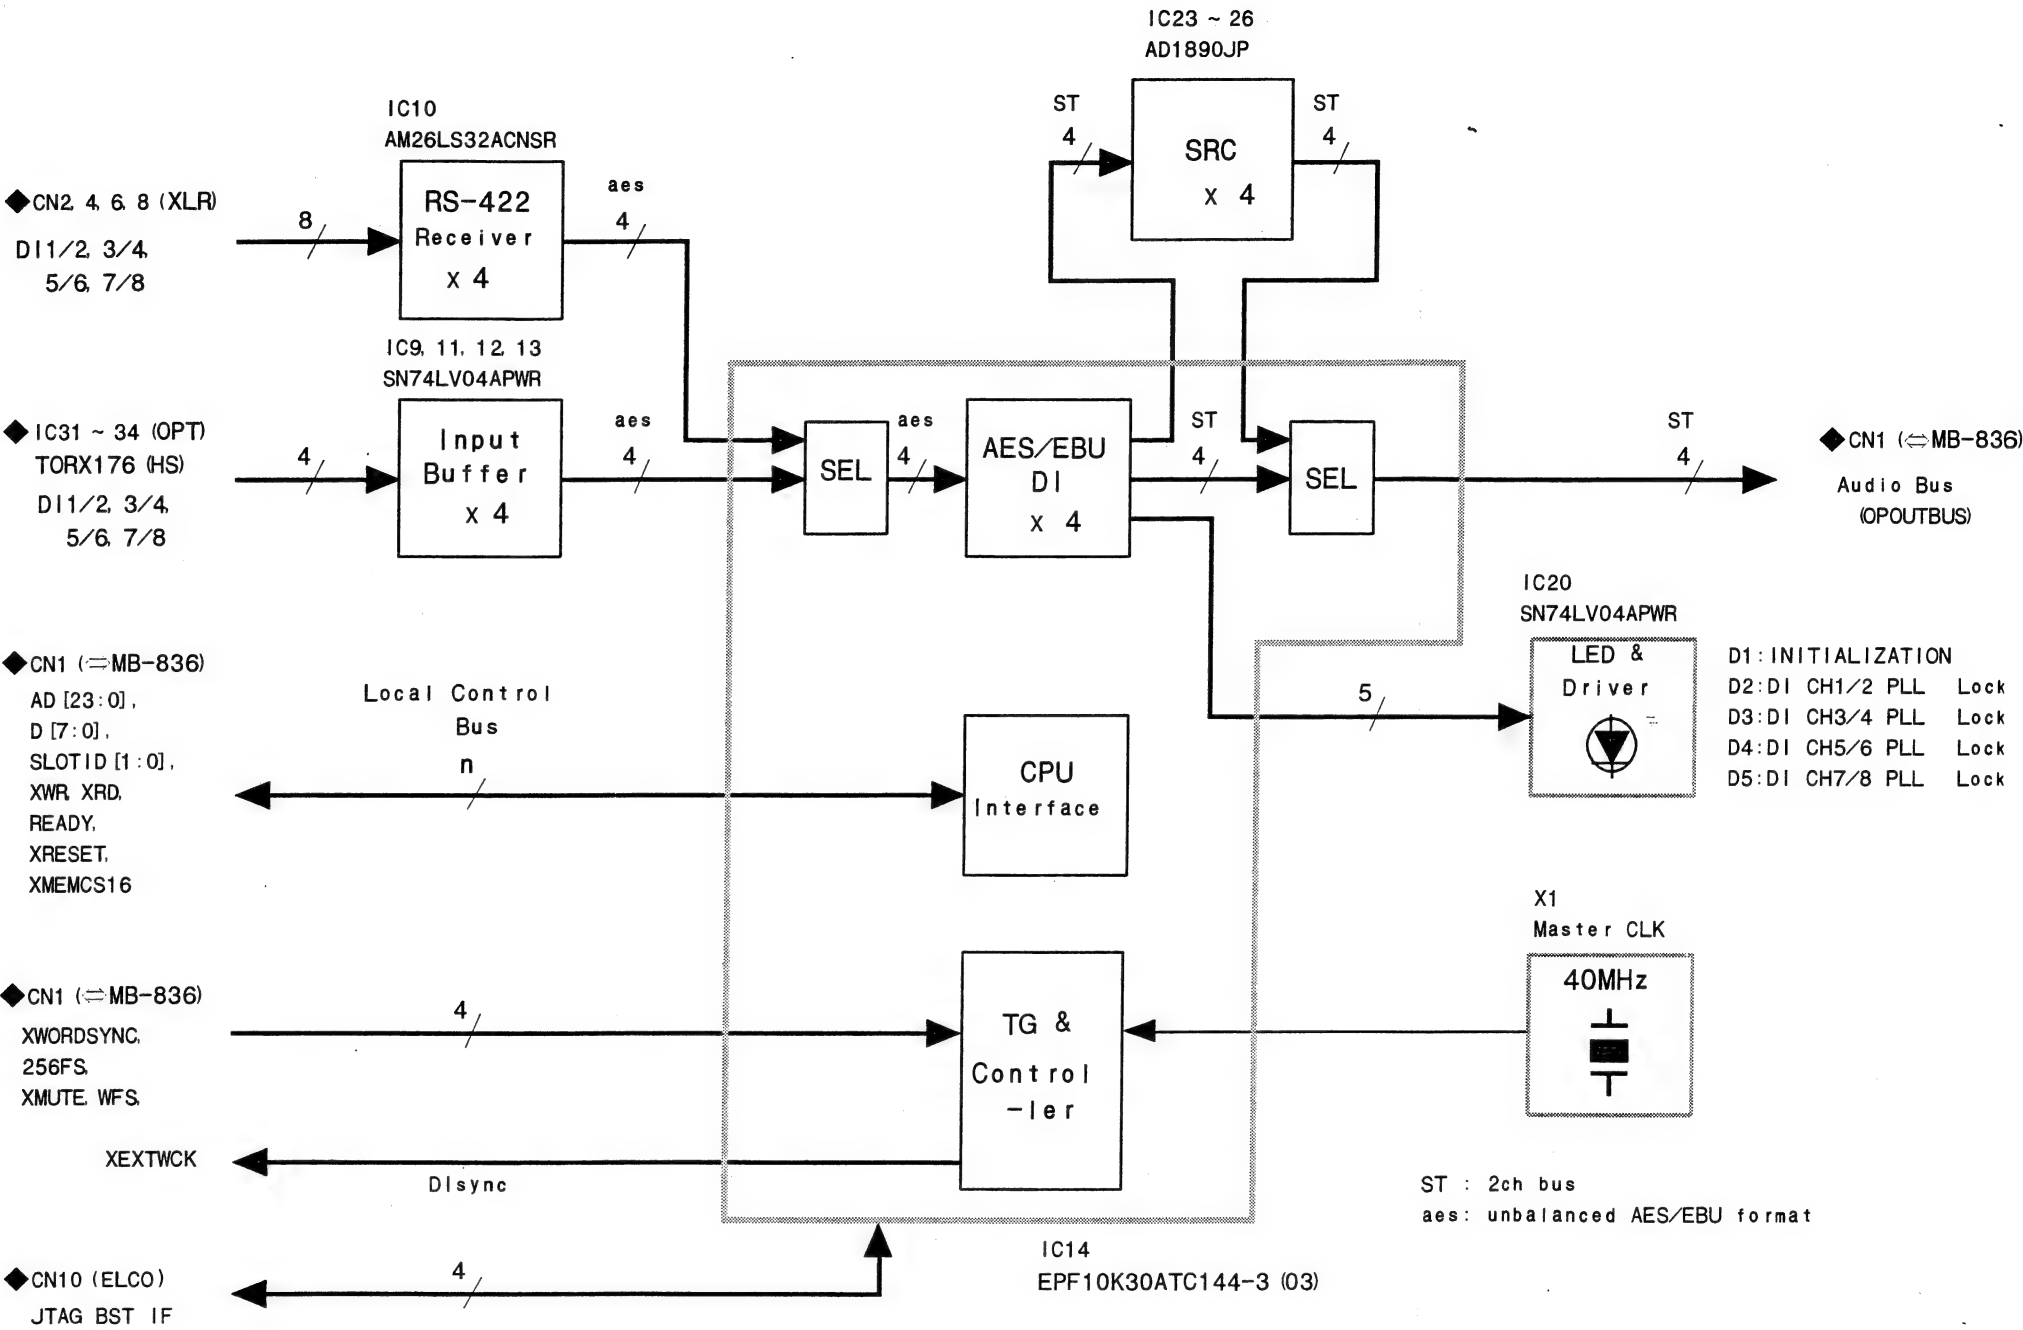 IC23 ~ 26
AD1890JP
ST
4
SRC
x 4
ST
4
IC10
AM26LS32ACNSR
RS-422
Receiver
x 4
◆CN2, 4, 6, 8 (XLR)
DI1/2, 3/4,
5/6, 7/8
8
aes
4
IC9, 11, 12, 13
SN74LV04APWR
Input
Buffer
x 4
◆IC31 ~ 34 (OPT)
TORX176 (HS)
DI1/2, 3/4,
5/6, 7/8
4
aes
4
SEL
aes
4
AES/EBU
DI
x 4
ST
4
SEL
ST
4
◆CN1 (⇔MB-836)
Audio Bus
(OPOUTBUS)
IC20
SN74LV04APWR
LED &
Driver
5
D1:INITIALIZATION
D2:DI CH1/2 PLL Lock
D3:DI CH3/4 PLL Lock
D4:DI CH5/6 PLL Lock
D5:DI CH7/8 PLL Lock
◆CN1 (⇔MB-836)
AD [23:0],
D [7:0],
SLOTID [1:0],
XWR, XRD,
READY,
XRESET,
XMEMCS16
Local Control
Bus
n
CPU
Interface
X1
Master CLK
40MHz
◆CN1 (⇔MB-836)
XWORDSYNC,
256FS,
XMUTE, WFS,
4
TG &
Control
-ler
XEXTWCK
DIsync
ST : 2ch bus
aes: unbalanced AES/EBU format
IC14
EPF10K30ATC144-3 (03)
◆CN10 (ELCO)
JTAG BST IF
4